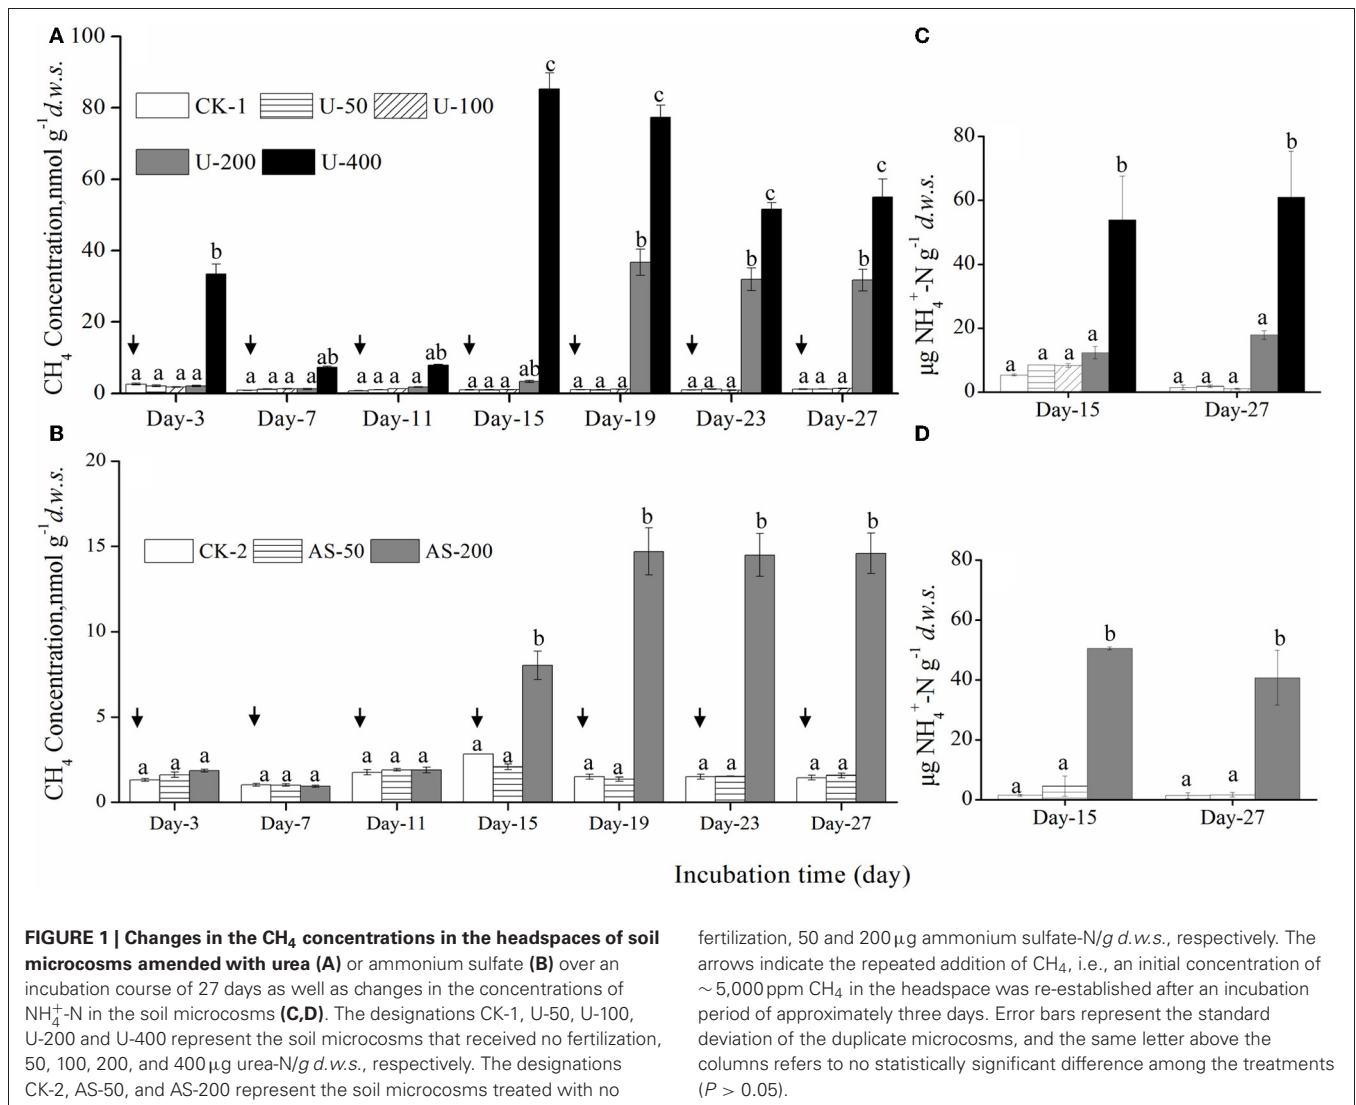 A
CH4 Concentration,nmol g-1 d.w.s.
100
80
60
40
20
0
CK-1 U-50 U-100
U-200 U-400
a a a a b
a a a a ab
a a a a ab
a a a ab c
a a a b c
a a a b c
a a a b c
Day-3 Day-7 Day-11 Day-15 Day-19 Day-23 Day-27
C
µg NH4+-N g-1 d.w.s.
80
60
40
20
0
a a a a b
a a a a b
Day-15 Day-27
B
CH4 Concentration,nmol g-1 d.w.s.
20
15
10
5
0
CK-2 AS-50 AS-200
a a a
a a a
a a a
a a b
a a b
a a b
a a b
Day-3 Day-7 Day-11 Day-15 Day-19 Day-23 Day-27
D
µg NH4+-N g-1 d.w.s.
80
60
40
20
0
a a b
a a b
Day-15 Day-27
Incubation time (day)
FIGURE 1 | Changes in the CH4 concentrations in the headspaces of soil
microcosms amended with urea (A) or ammonium sulfate (B) over an
incubation course of 27 days as well as changes in the concentrations of
NH4+-N in the soil microcosms (C,D). The designations CK-1, U-50, U-100,
U-200 and U-400 represent the soil microcosms that received no fertilization,
50, 100, 200, and 400 µg urea-N/g d.w.s., respectively. The designations
CK-2, AS-50, and AS-200 represent the soil microcosms treated with no
fertilization, 50 and 200 µg ammonium sulfate-N/g d.w.s., respectively. The
arrows indicate the repeated addition of CH4, i.e., an initial concentration of
~5,000 ppm CH4 in the headspace was re-established after an incubation
period of approximately three days. Error bars represent the standard
deviation of the duplicate microcosms, and the same letter above the
columns refers to no statistically significant difference among the treatments
(P > 0.05).